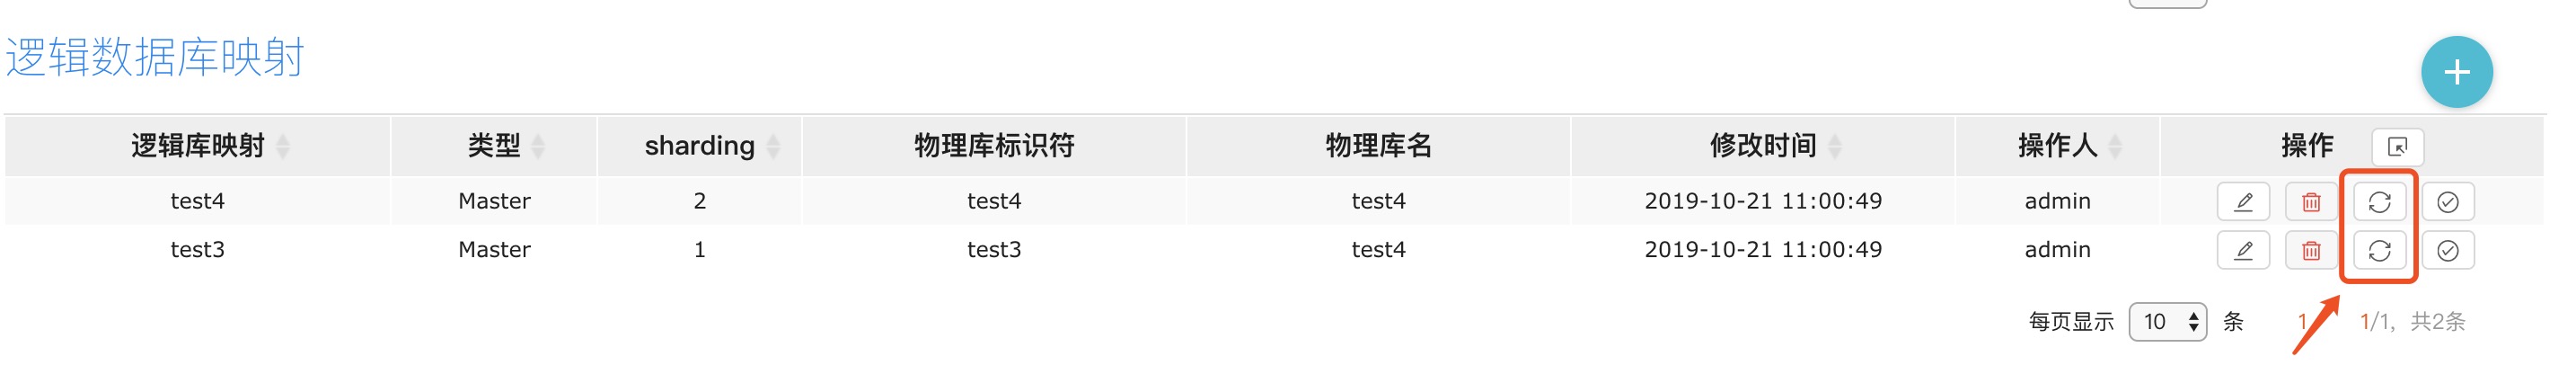 逻辑数据库映射
逻辑库映射 类型 sharding 物理库标识符 物理库名 修改时间 操作人 操作
test4 Master 2 test4 test4 2019-10-21 11:00:49 admin
test3 Master 1 test3 test4 2019-10-21 11:00:49 admin
每页显示 10 条 1 1/1, 共2条